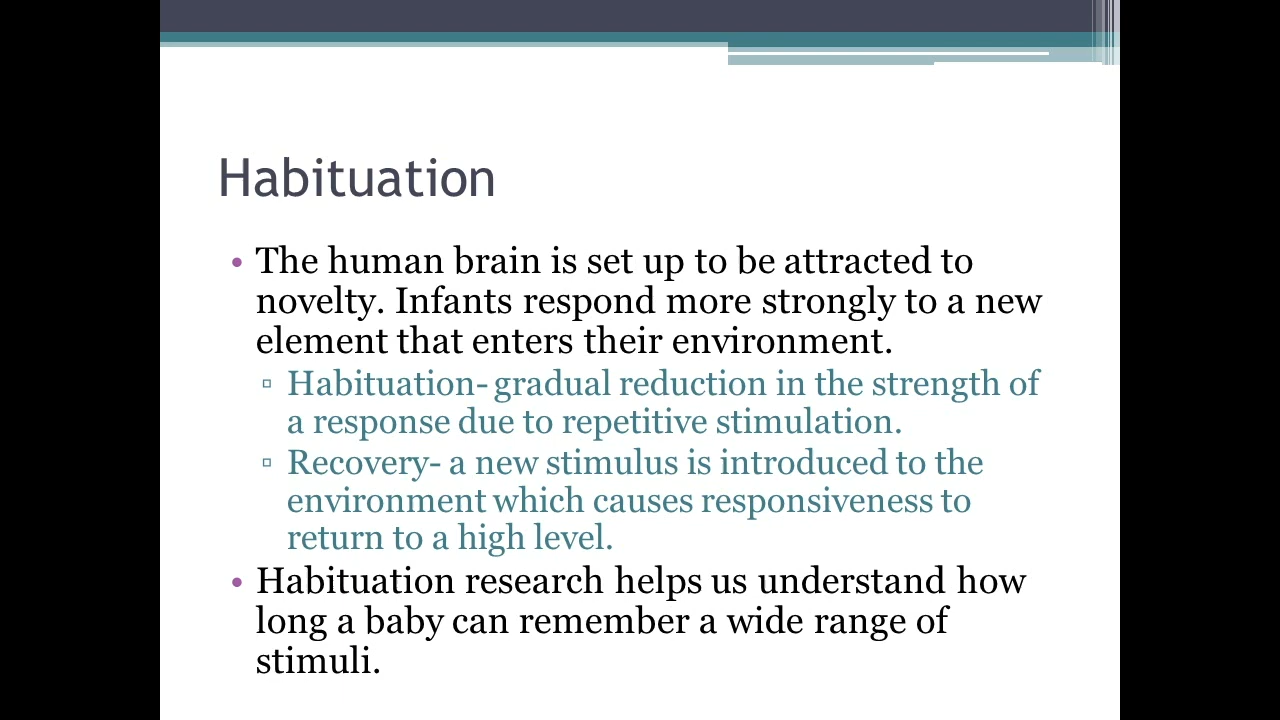 Habituation
• The human brain is set up to be attracted to
novelty. Infants respond more strongly to a new
element that enters their environment.
▫ Habituation- gradual reduction in the strength of
a response due to repetitive stimulation.
▫ Recovery- a new stimulus is introduced to the
environment which causes responsiveness to
return to a high level.
• Habituation research helps us understand how
long a baby can remember a wide range of
stimuli.